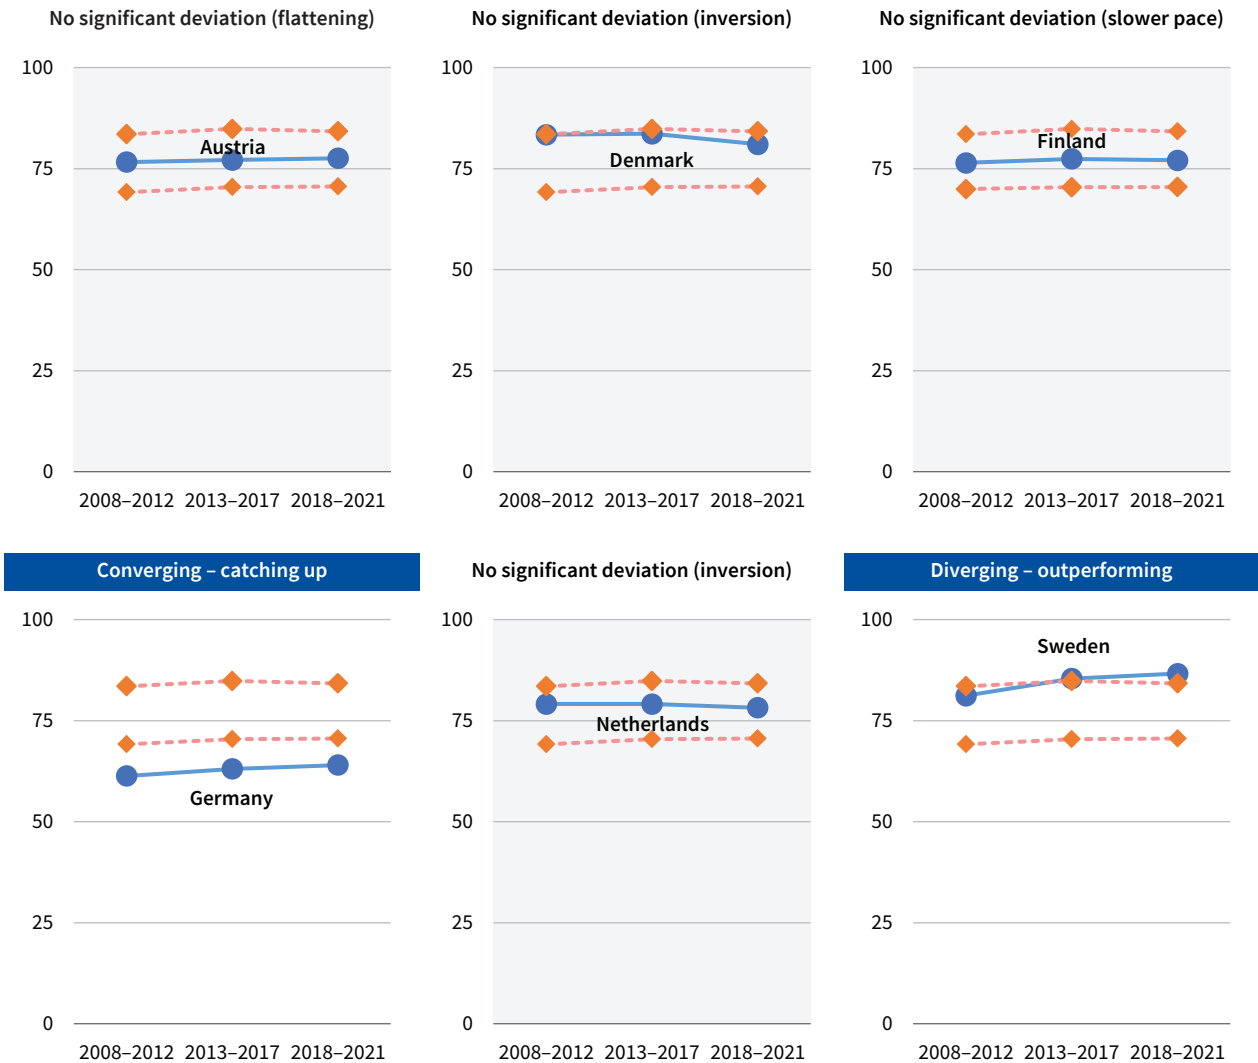 No significant deviation (flattening)
No significant deviation (inversion)
No significant deviation (slower pace)
100
75
50
25
0
Austria
2008–2012 2013–2017 2018–2021
100
75
50
25
0
Denmark
2008–2012 2013–2017 2018–2021
100
75
50
25
0
Finland
2008–2012 2013–2017 2018–2021
Converging – catching up
No significant deviation (inversion)
Diverging – outperforming
100
75
50
25
0
Germany
2008–2012 2013–2017 2018–2021
100
75
50
25
0
Netherlands
2008–2012 2013–2017 2018–2021
100
75
50
25
0
Sweden
2008–2012 2013–2017 2018–2021